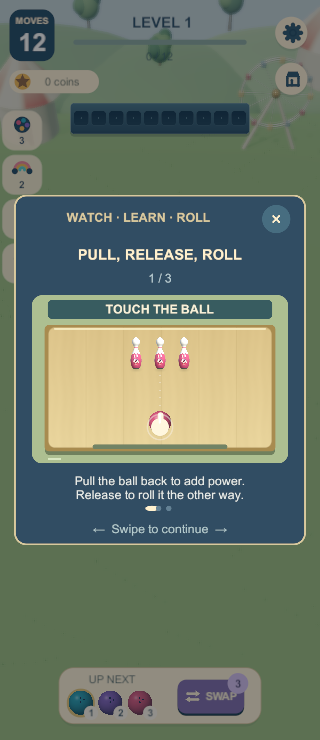 MOVES
12
LEVEL 1
0 coins
3
2
WATCH · LEARN · ROLL
×
PULL, RELEASE, ROLL
1 / 3
TOUCH THE BALL
Pull the ball back to add power.
Release to roll it the other way.
← Swipe to continue →
UP NEXT
1
2
3
SWAP
3